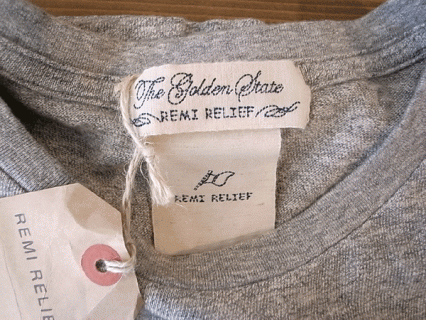 The Golden State
REMI RELIEF
REMI RELIEF
REMI RELIE